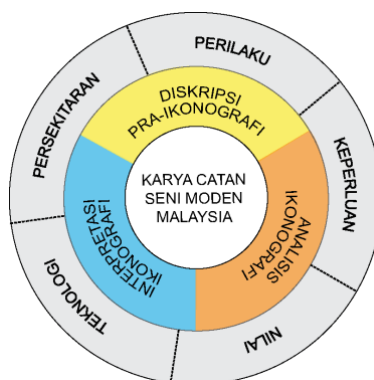 PERILAKU
KEPERLUAN
NILAI
TEKNOLOGI
PERSEKITARAN
DISKRIPSI
PRA-IKONOGRAFI
ANALISIS
IKONOGRAFI
INTERPRETASI
IKONOGRAFI
KARYA CATAN
SENI MODEN
MALAYSIA